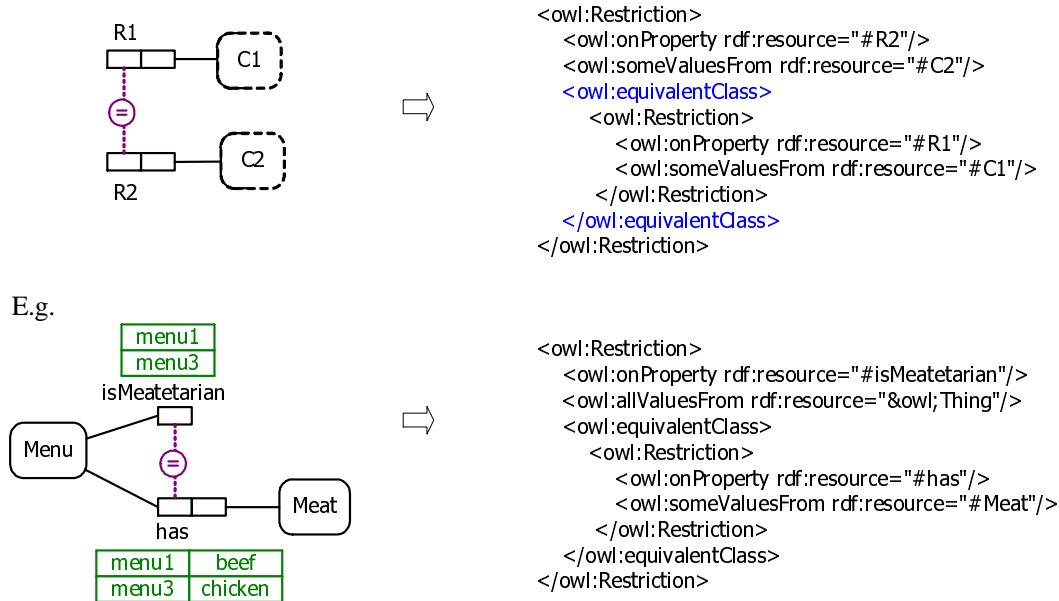 R1
C1
=
C2
R2
<owl:Restriction>
<owl:onProperty rdf:resource="#R2"/>
<owl:someValuesFrom rdf:resource="#C2"/>
<owl:equivalentClass>
<owl:Restriction>
<owl:onProperty rdf:resource="#R1"/>
<owl:someValuesFrom rdf:resource="#C1"/>
</owl:Restriction>
</owl:equivalentClass>
</owl:Restriction>
E.g.
menu1
menu3
isMeatetarian
Menu
=
Meat
has
menu1 beef
menu3 chicken
<owl:Restriction>
<owl:onProperty rdf:resource="#isMeatetarian"/>
<owl:allValuesFrom rdf:resource="&owl;Thing"/>
<owl:equivalentClass>
<owl:Restriction>
<owl:onProperty rdf:resource="#has"/>
<owl:someValuesFrom rdf:resource="#Meat"/>
</owl:Restriction>
</owl:equivalentClass>
</owl:Restriction>